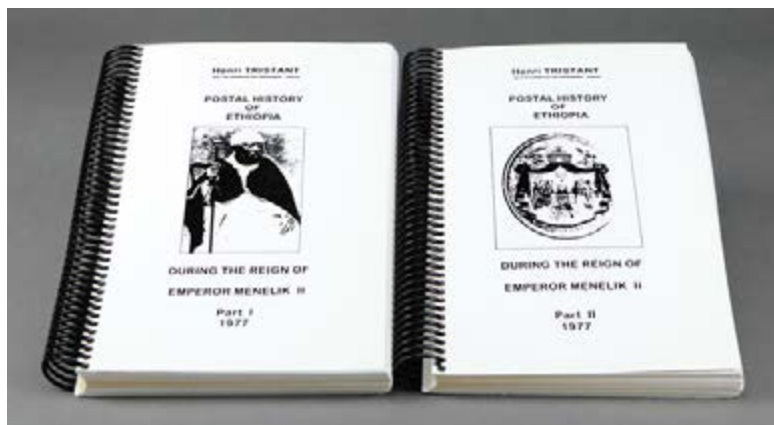 Henri TRISTANT
POSTAL HISTORY
OF
ETHIOPIA
DURING THE REIGN OF
EMPEROR MENELIK II
Part I
1977
Henri TRISTANT
POSTAL HISTORY
OF
ETHIOPIA
DURING THE REIGN OF
EMPEROR MENELIK II
Part II
1977